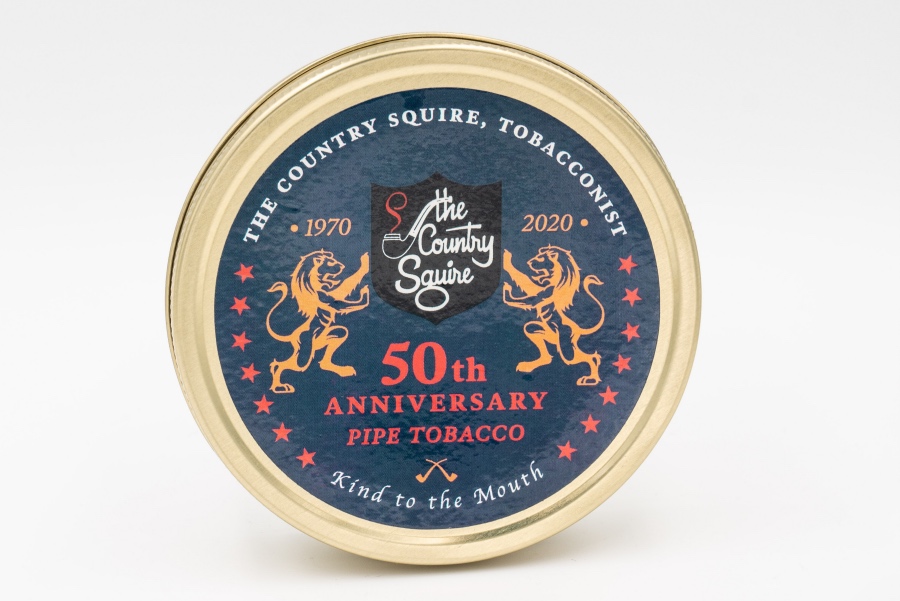 THE COUNTRY SQUIRE, TOBACCONIST
• 1970
2020 •
the
Country
Squire
50th
ANNIVERSARY
PIPE TOBACCO
Kind to the Mouth